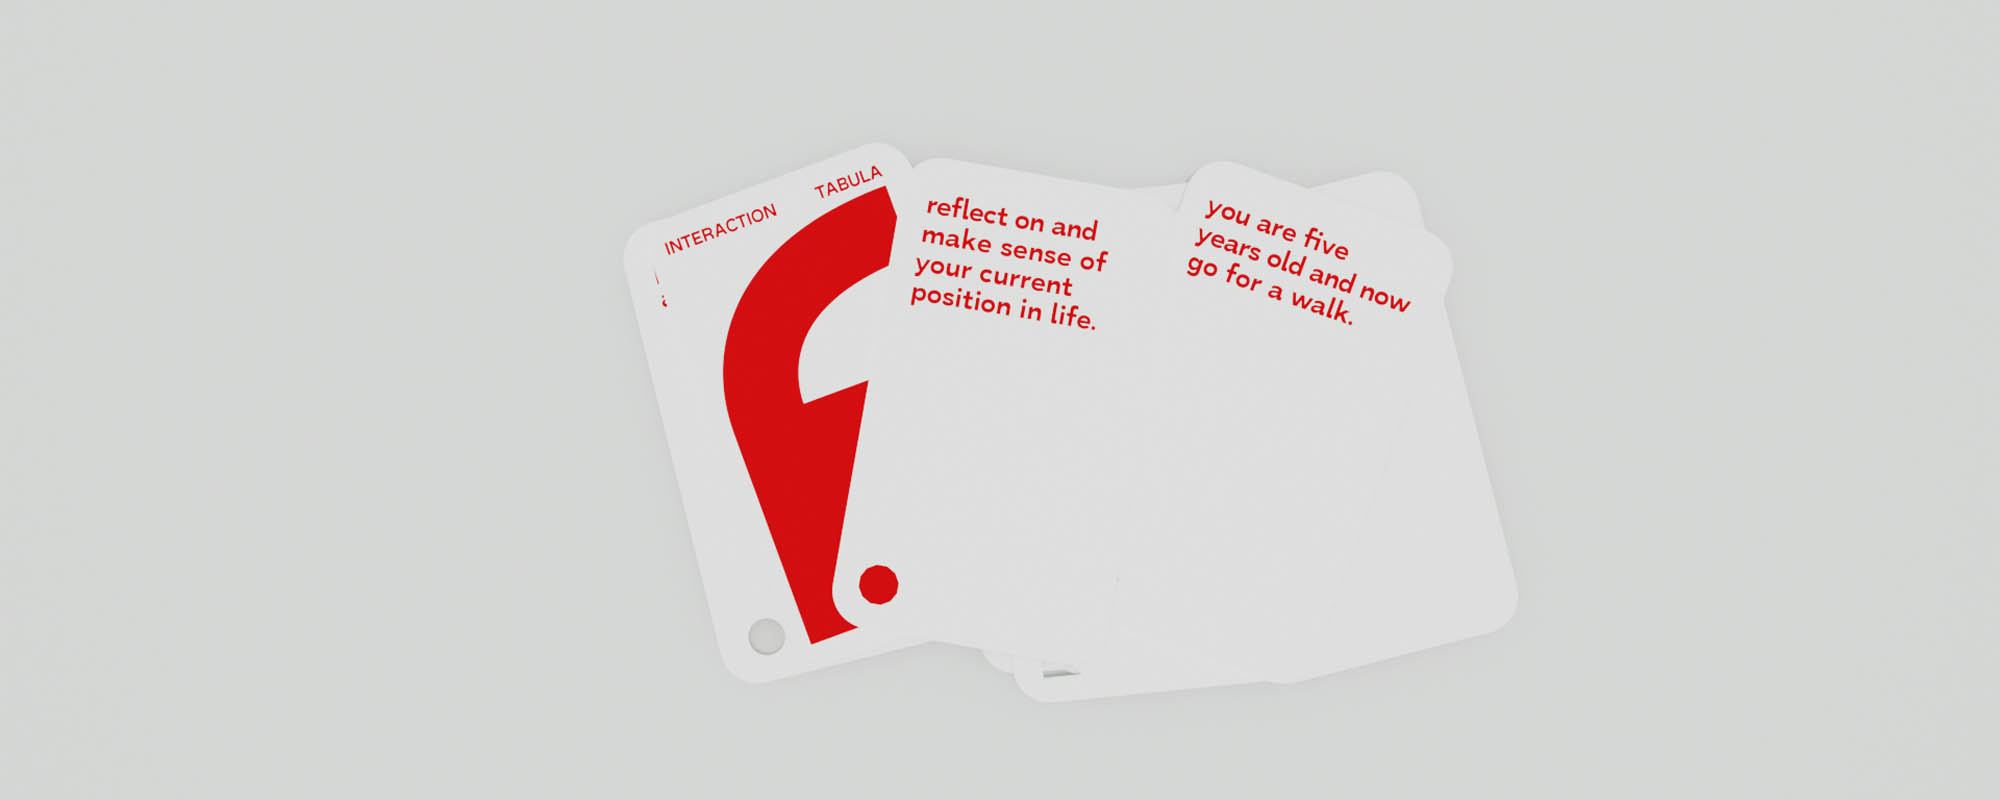 INTERACTION TABULA
reflect on and
make sense of
your current
position in life.
you are five
years old and now
go for a walk.